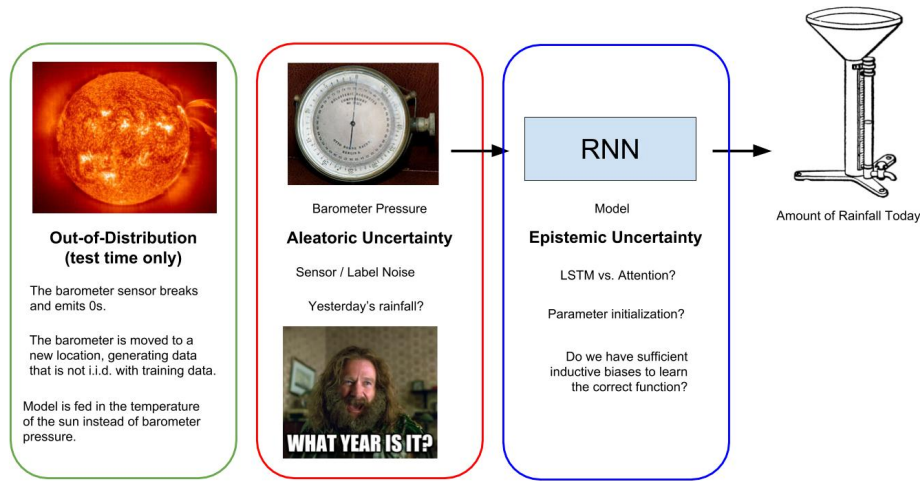 Out-of-Distribution
(test time only)
The barometer sensor breaks
and emits 0s.
The barometer is moved to a
new location, generating data
that is not i.i.d. with training data.
Model is fed in the temperature
of the sun instead of barometer
pressure.
Barometer Pressure
Aleatoric Uncertainty
Sensor / Label Noise
Yesterday's rainfall?
WHAT YEAR IS IT?
RNN
Model
Epistemic Uncertainty
LSTM vs. Attention?
Parameter initialization?
Do we have sufficient
inductive biases to learn
the correct function?
Amount of Rainfall Today